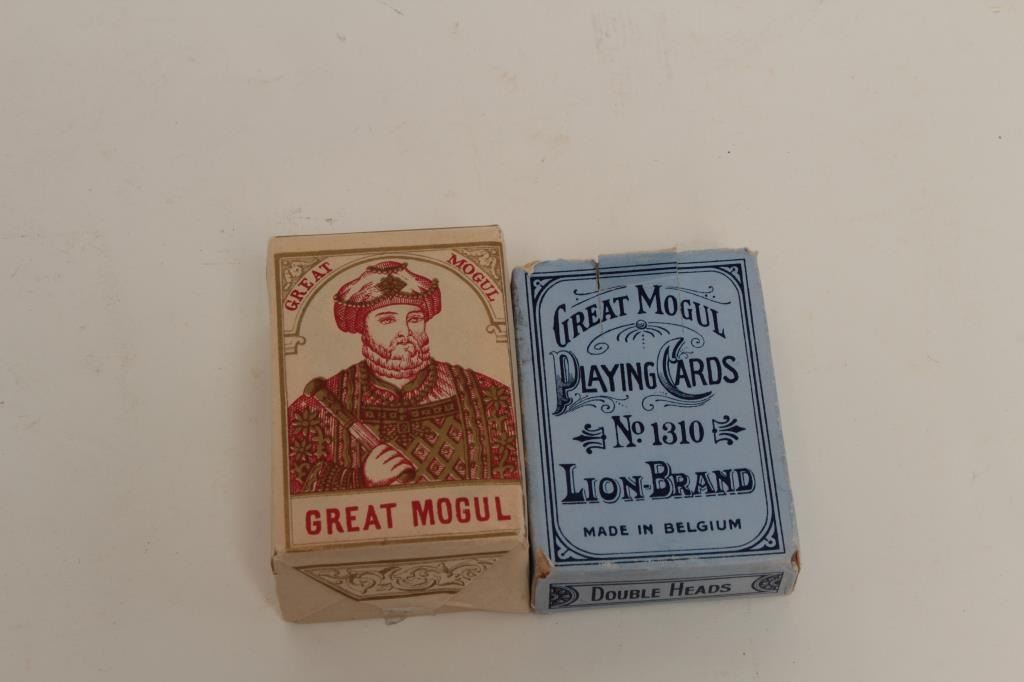 GREAT MOGUL
GREAT MOGUL
GREAT MOGUL
PLAYING CARDS
No 1310
LION-BRAND
MADE IN BELGIUM
DOUBLE HEADS